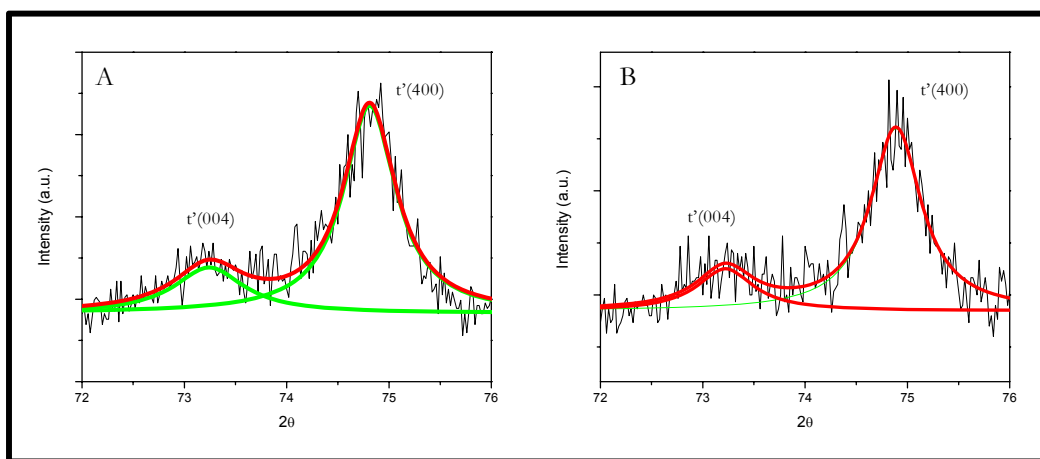 A
t'(400)
t'(004)
Intensity (a.u.)
72 73 74 75 76
2θ
B
t'(400)
t'(004)
Intensity (a.u.)
72 73 74 75 76
2θ